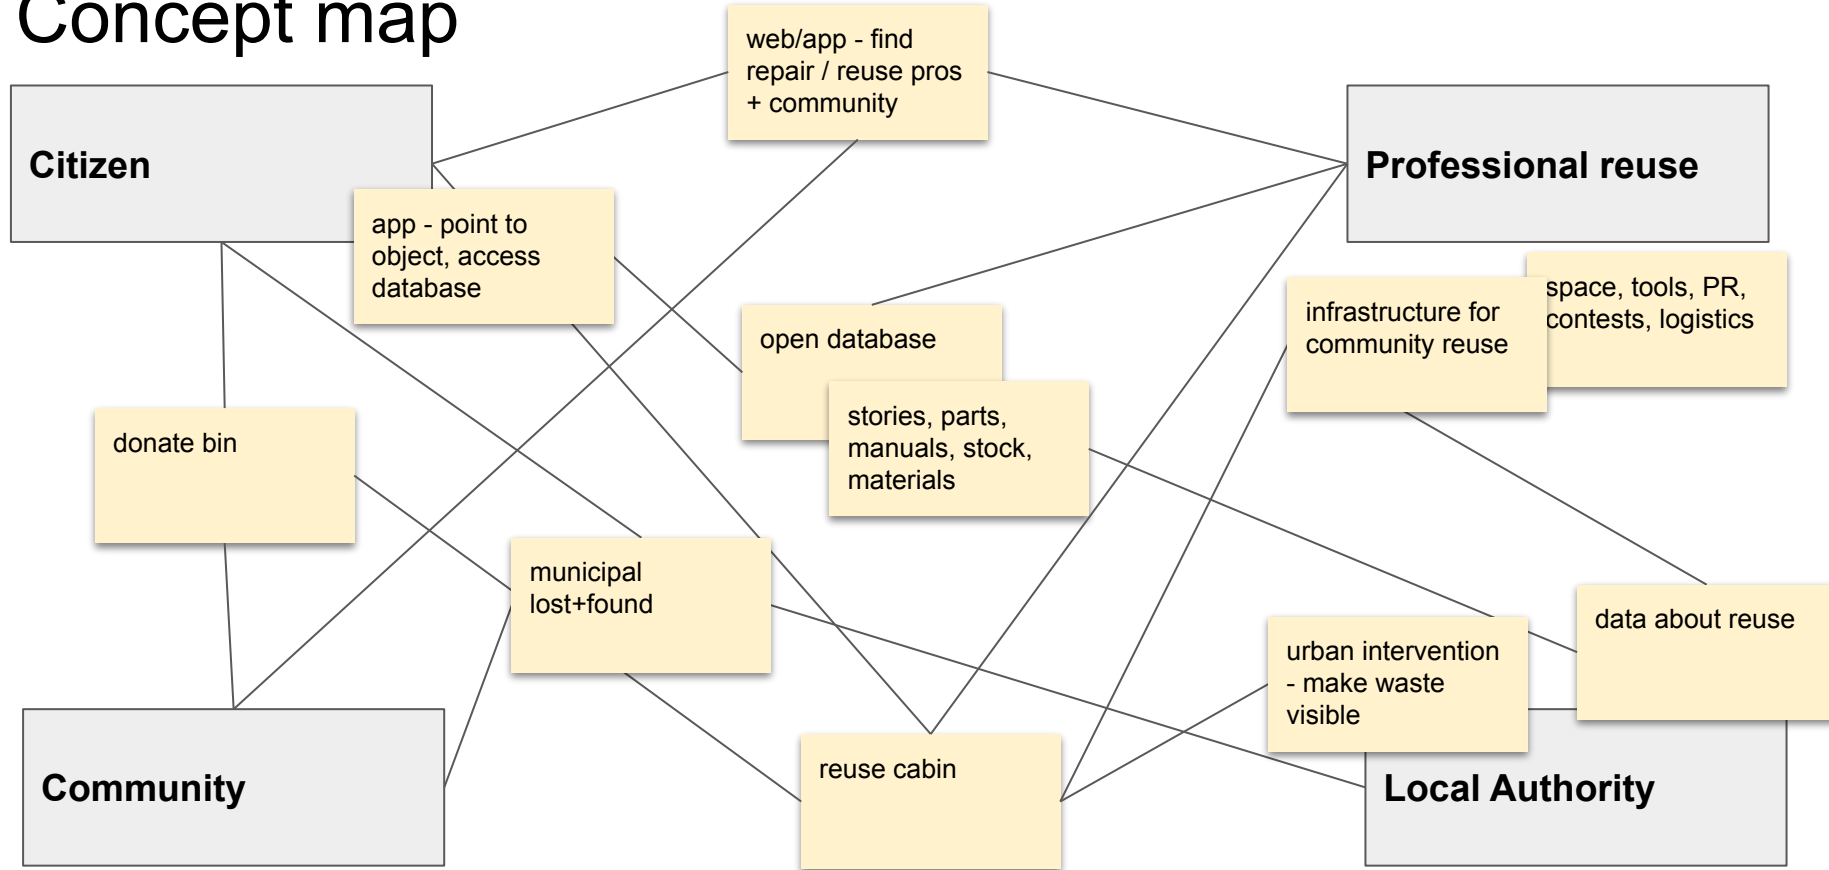 Concept map
web/app - find
repair / reuse pros
+ community
Citizen
Professional reuse
app - point to
object, access
database
open database
stories, parts,
manuals, stock,
materials
infrastructure for
community reuse
space, tools, PR,
contests, logistics
donate bin
municipal
lost+found
data about reuse
urban intervention
- make waste
visible
reuse cabin
Community
Local Authority